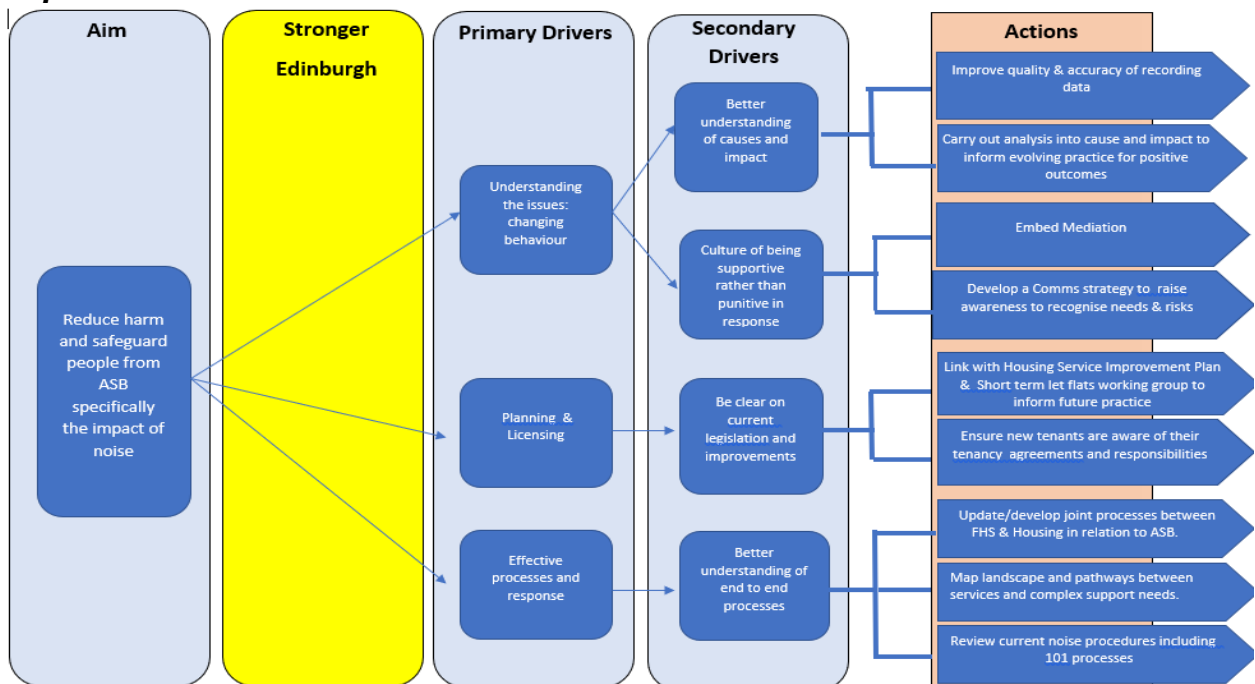 Aim
Stronger
Edinburgh
Primary Drivers
Secondary
Drivers
Actions
Reduce harm
and safeguard
people from
ASB
specifically
the impact of
noise
Understanding
the issues:
changing
behaviour
Planning & 
Licensing
Effective
processes and
response
Better
understanding
of causes and
impact
Culture of being
supportive
rather than
punitive in
response
Be clear on
current
legislation and
improvements
Better
understanding of
end to end
processes
Improve quality & accuracy of recording
data
Carry out analysis into cause and impact to
inform evolving practice for positive
outcomes
Embed Mediation
Develop a Comms strategy to raise
awareness to recognise needs & risks
Link with Housing Service Improvement Plan
& Short term let flats working group to
inform future practice
Ensure new tenants are aware of their
tenancy agreements and responsibilities
Update/develop joint processes between
FHS & Housing in relation to ASB.
Map landscape and pathways between
services and complex support needs.
Review current noise procedures including
101 processes